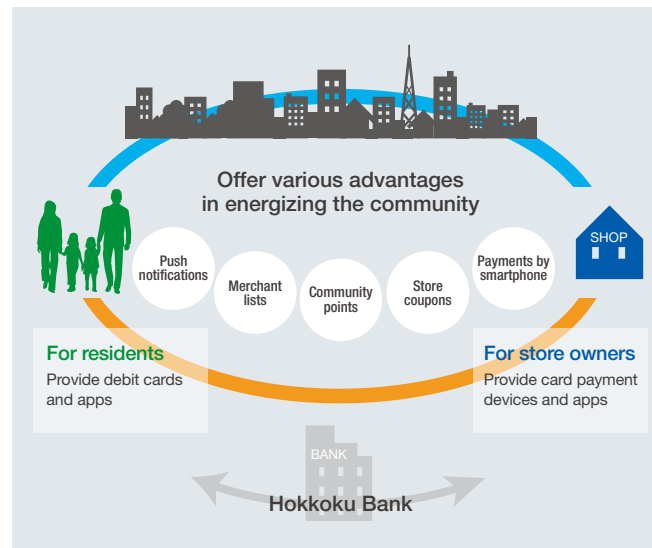 Offer various advantages
in energizing the community
SHOP
Push
notifications
Merchant
lists
Community
points
Store
coupons
Payments by
smartphone
For residents
Provide debit cards
and apps
For store owners
Provide card payment
devices and apps
BANK
Hokkoku Bank